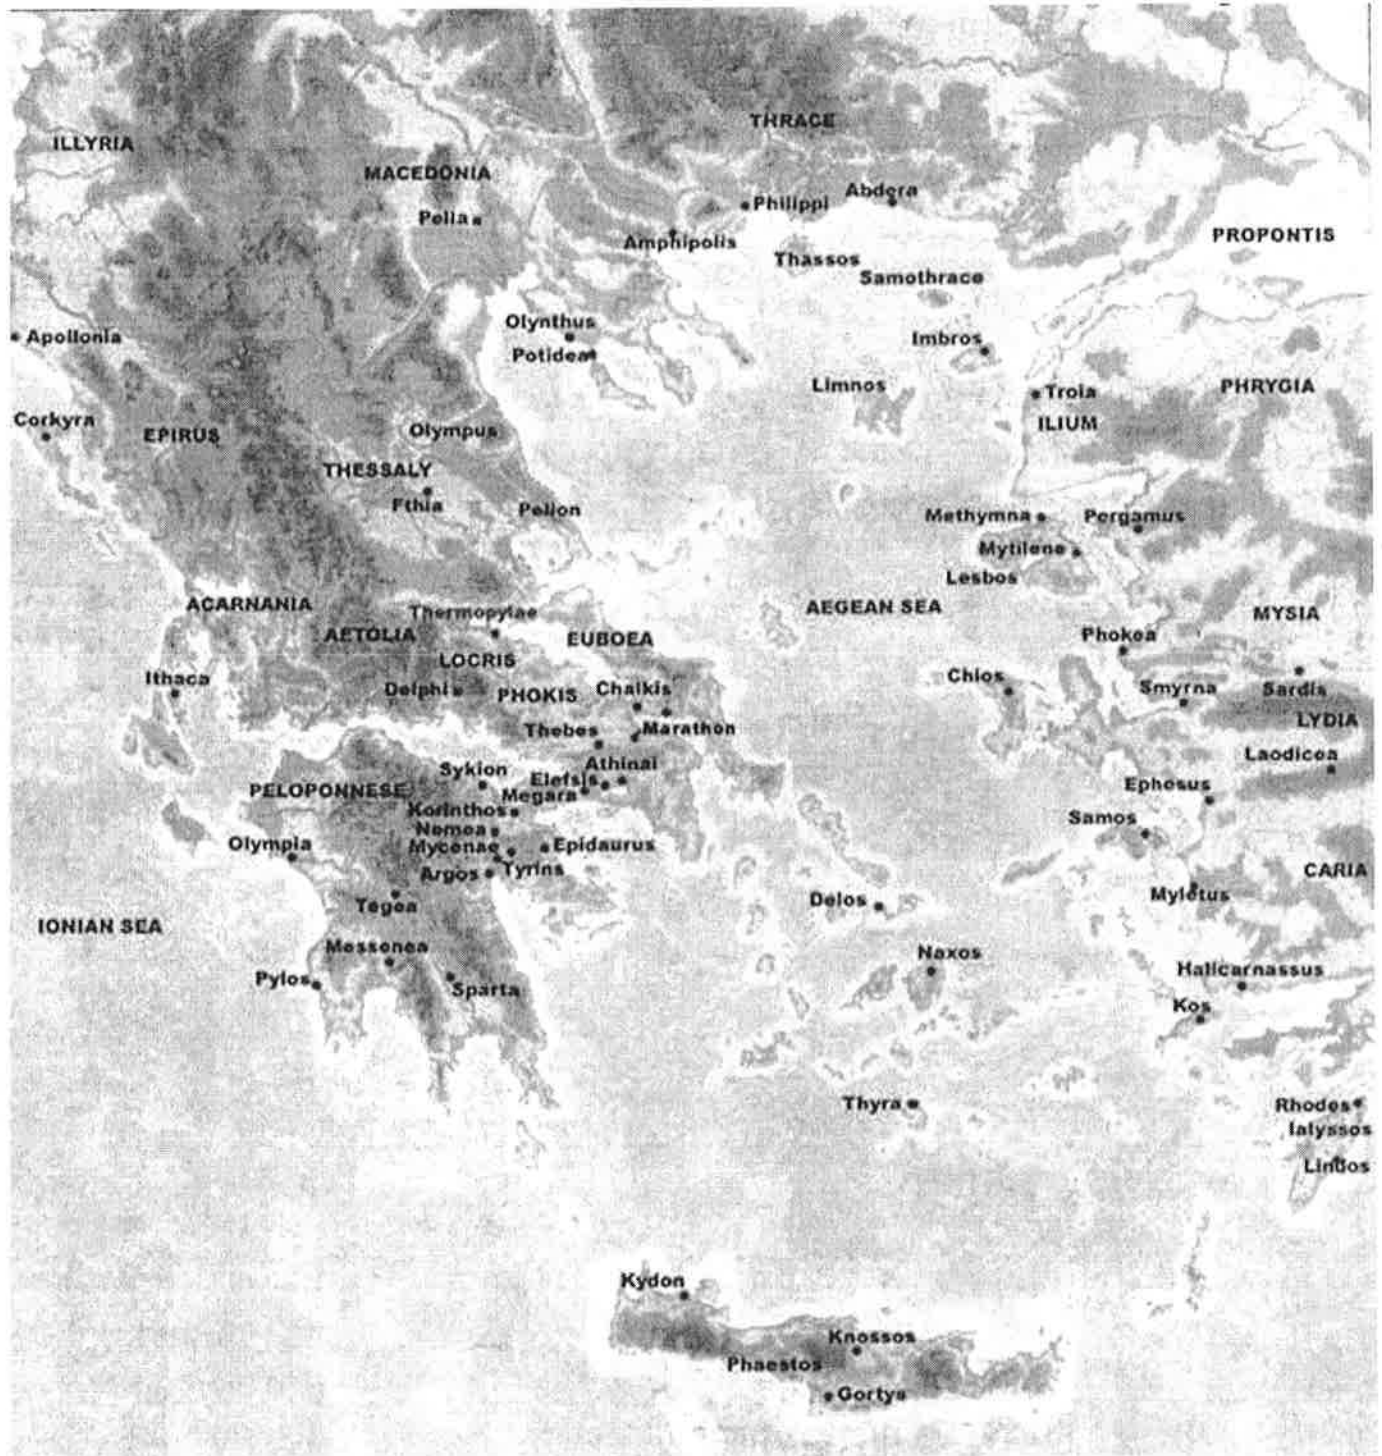 THRACE
ILLYRIA
MACEDONIA
Abdera
Philippi
Pella
PROPONTIS
Amphipolis
Thassos
Samothrace
Olynthus
Apollonia
Imbros
Potidea
Limnos
PHRYGIA
Troia
Corkyra
ILIUM
Olympus
EPIRUS
THESSALY
Fthia
Pelion
Methymna
Pergamus
Mytilene
Lesbos
ACARNANIA
AEGEAN SEA
Thermopylae
MYSIA
AETOLIA
EUBOEA
Phokea
LOCRIS
Ithaca
Chios
Delphi
PHOKIS
Chalkis
Smyrna
Sardis
LYDIA
Thebes
Marathon
Laodicea
Athinai
Sykion
Elefsis
Ephesus
PELOPONNESE
Megara
Korinthos
Samos
Nemea
Olympia
Mycenae
Epidaurus
Argos
Tyrins
CARIA
Myletus
Delos
Tegea
IONIAN SEA
Messenea
Naxos
Halicarnassus
Pylos
Sparta
Kos
Thyra
Rhodes
Ialyssos
Lindos
Kydon
Knossos
Phaestos
Gortys